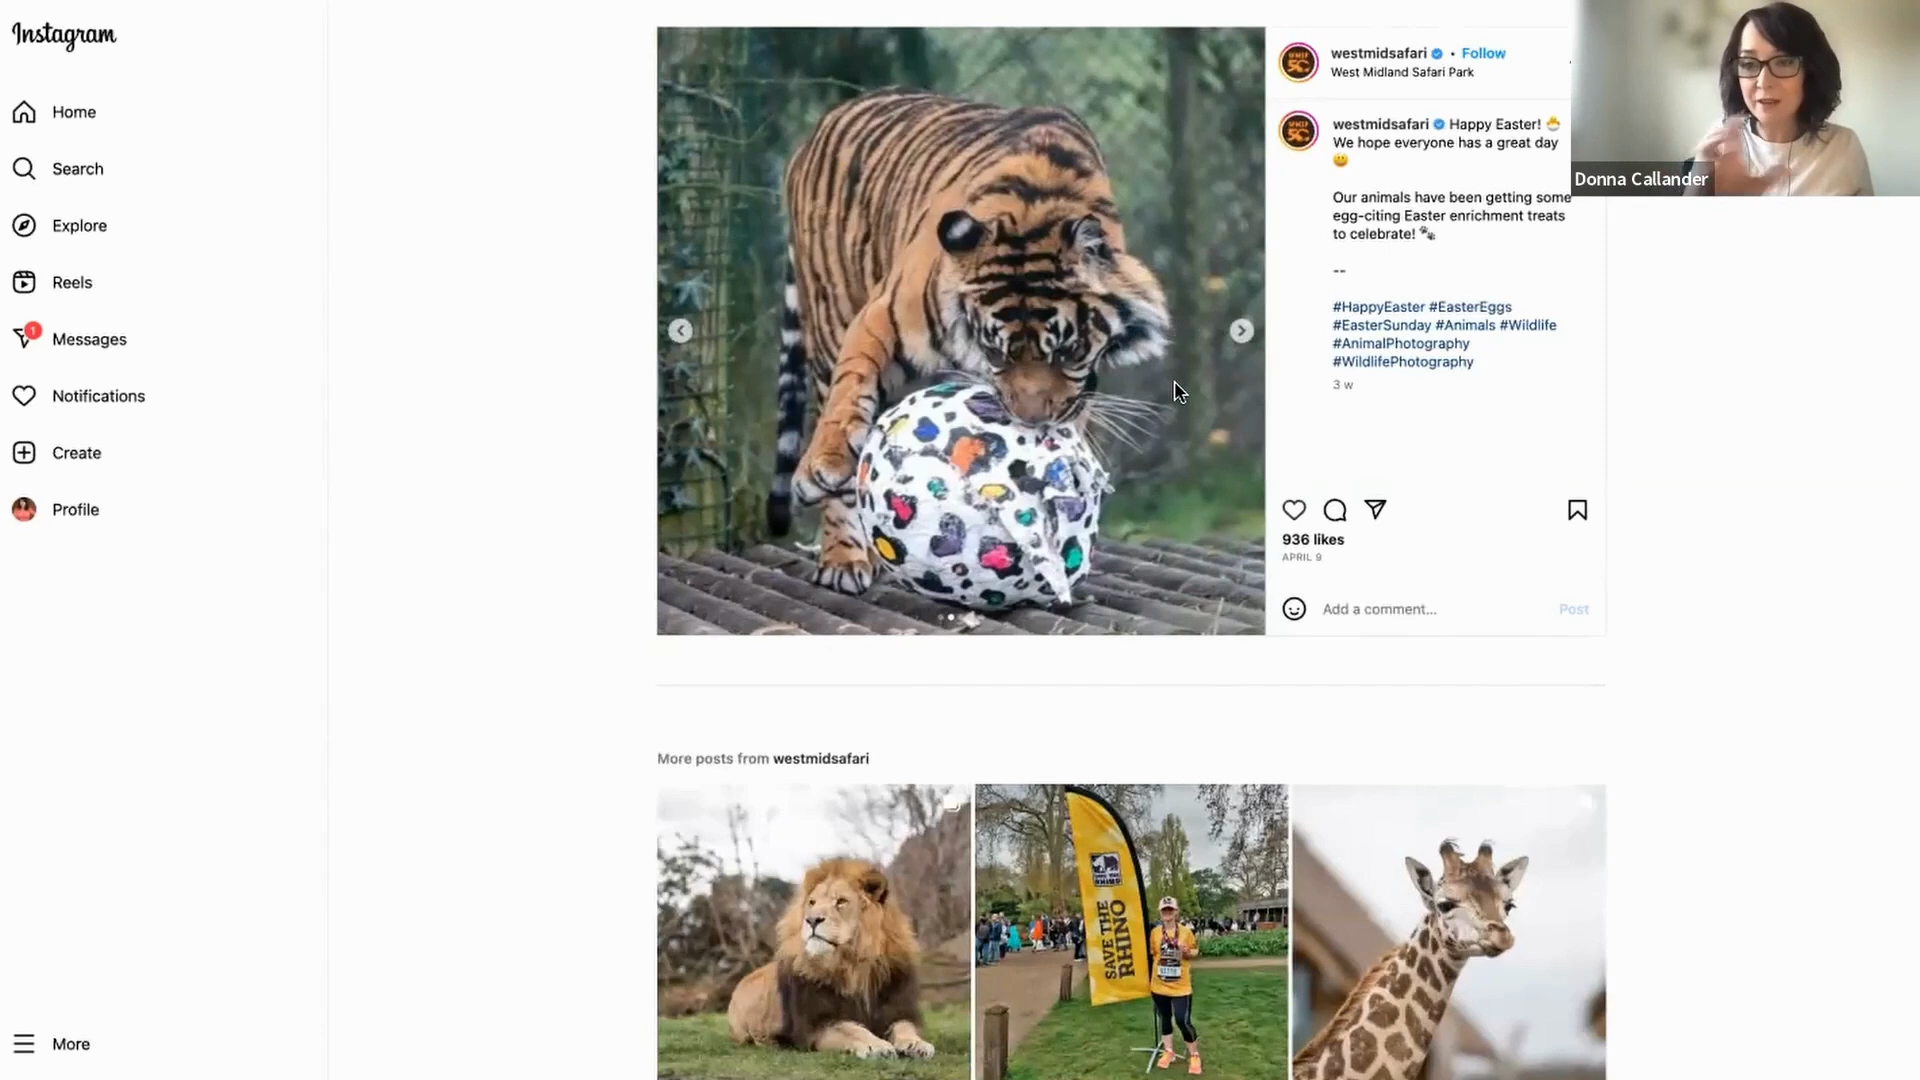 Instagram
Home
Search
Explore
Reels
1
Messages
Notifications
Create
Profile
More
westmidsafari • Follow
West Midland Safari Park
westmidsafari Happy Easter! 🐣
We hope everyone has a great day
😀
Our animals have been getting some
egg-citing Easter enrichment treats
to celebrate! 🐾
--
#HappyEaster #EasterEggs
#EasterSunday #Animals #Wildlife
#AnimalPhotography
#WildlifePhotography
3 w
936 likes
APRIL 9
Add a comment...
Post
Donna Callander
More posts from westmidsafari
SAVE THE
RHINO